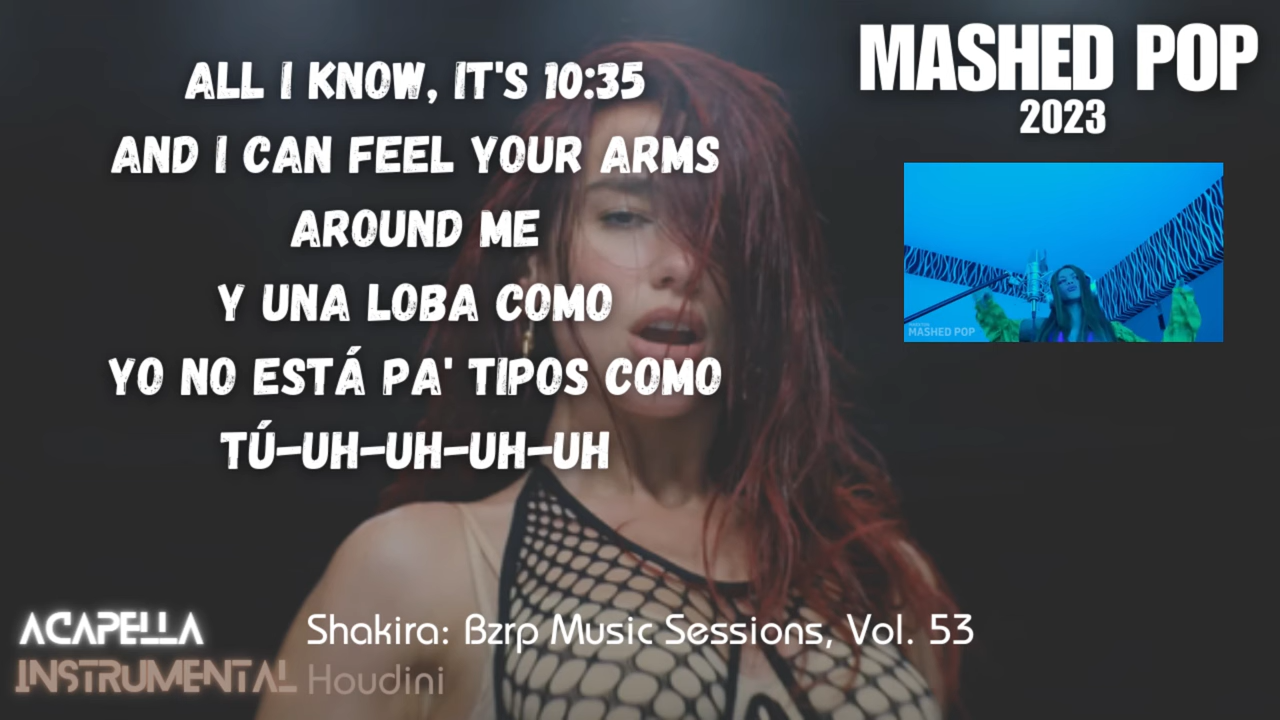 MASHED POP
2023
ALL I KNOW, IT'S 10:35
AND I CAN FEEL YOUR ARMS
AROUND ME
Y UNA LOBA COMO
YO NO ESTÁ PA' TIPOS COMO
TÚ-UH-UH-UH-UH
MASHED POP
ACAPELLA Shakira: Bzrp Music Sessions, Vol. 53
INSTRUMENTAL Houdini